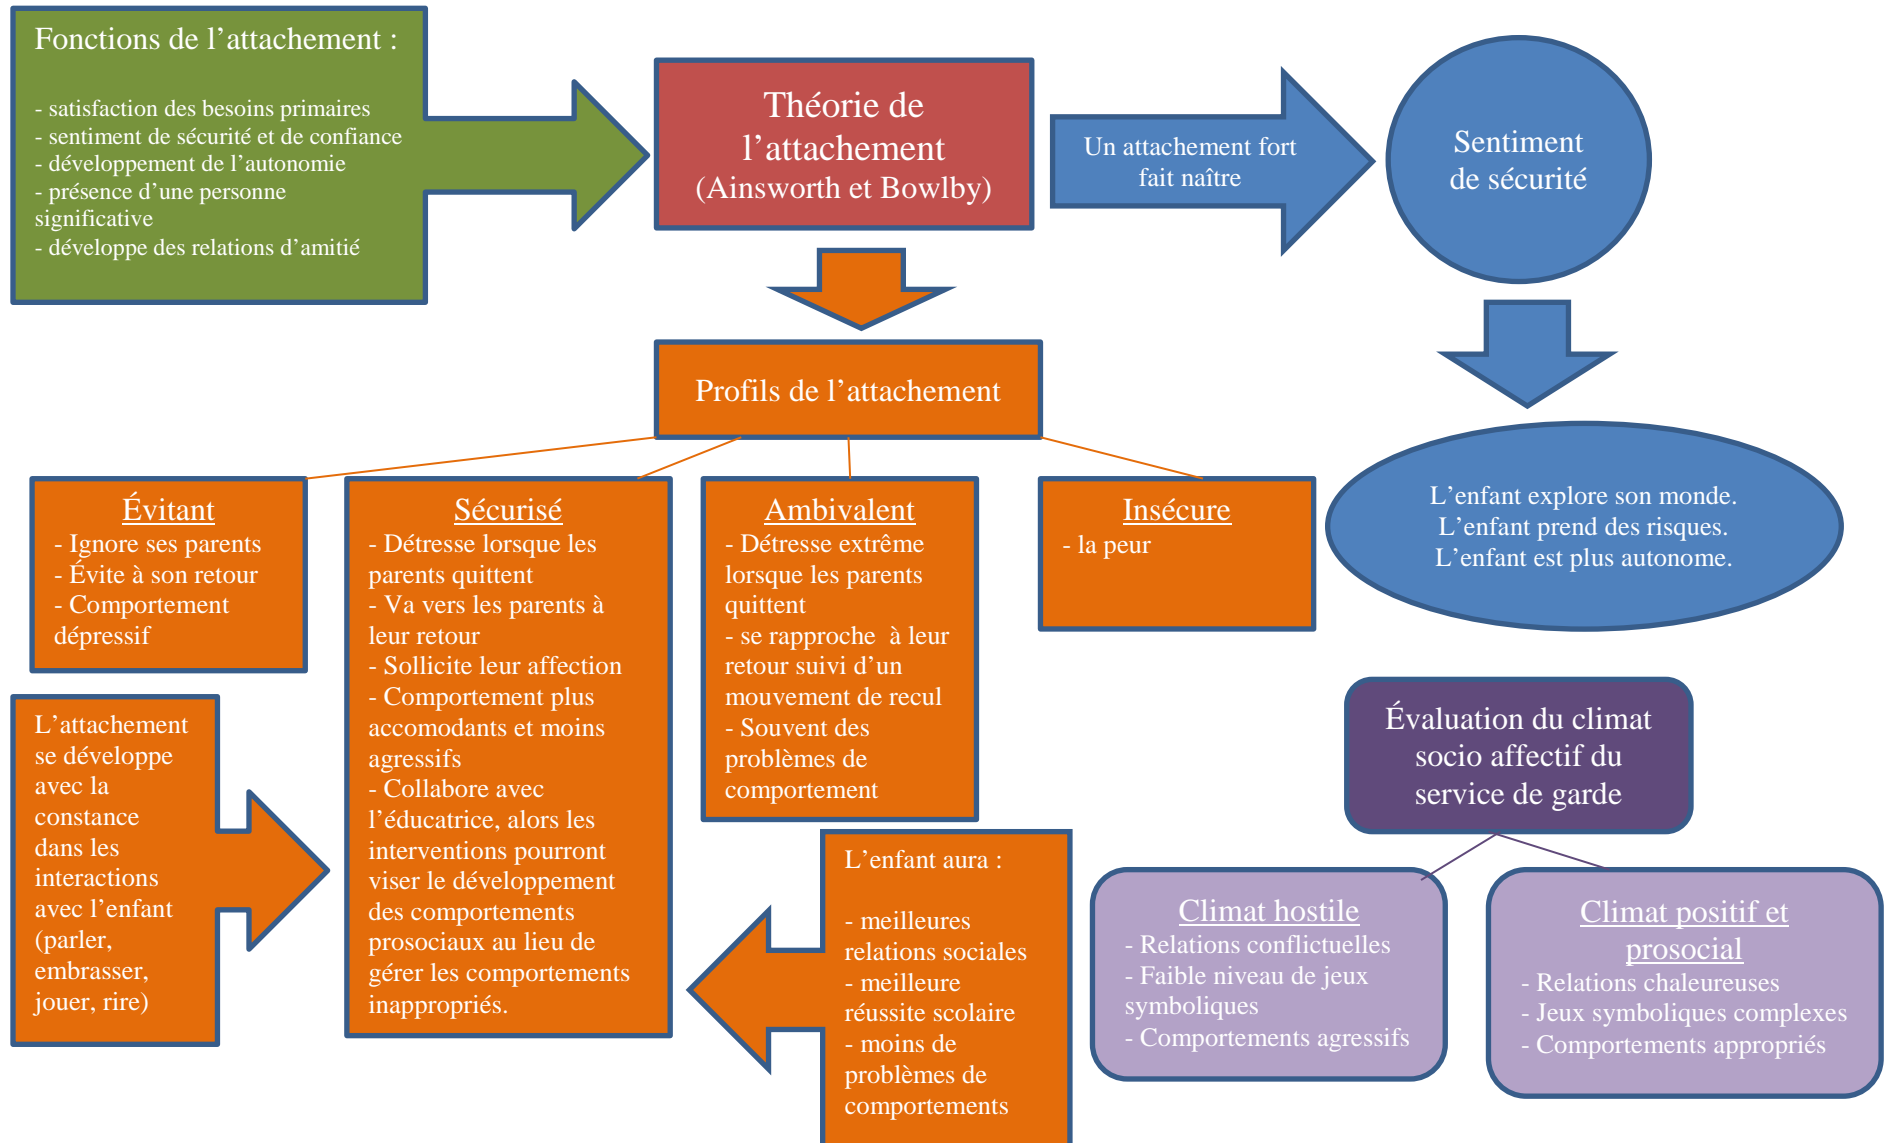 Fonctions de l’attachement :
- satisfaction des besoins primaires
- sentiment de sécurité et de confiance
- développement de l’autonomie
- présence d’une personne
significative
- développe des relations d’amitié
Théorie de
l’attachement
(Ainsworth et Bowlby)
Un attachement fort
fait naître
Sentiment
de sécurité
L’enfant explore son monde.
L’enfant prend des risques.
L’enfant est plus autonome.
Profils de l’attachement
Évitant
- Ignore ses parents
- Évite à son retour
- Comportement
dépressif
Sécurisé
- Détresse lorsque les
parents quittent
- Va vers les parents à
leur retour
- Sollicite leur affection
- Comportement plus
accomodants et moins
agressifs
- Collabore avec
l’éducatrice, alors les
interventions pourront
viser le développement
des comportements
prosociaux au lieu de
gérer les comportements
inappropriés.
Ambivalent
- Détresse extrême
lorsque les parents
quittent
- se rapproche  à leur
retour suivi d’un
mouvement de recul
- Souvent des
problèmes de
comportement
Insécure
- la peur
L’attachement
se développe
avec la
constance
dans les
interactions
avec l’enfant
(parler,
embrasser,
jouer, rire)
L’enfant aura :
- meilleures
relations sociales
- meilleure
réussite scolaire
- moins de
problèmes de
comportements
Évaluation du climat
socio affectif du
service de garde
Climat hostile
- Relations conflictuelles
- Faible niveau de jeux
symboliques
- Comportements agressifs
Climat positif et
prosocial
- Relations chaleureuses
- Jeux symboliques complexes
- Comportements appropriés